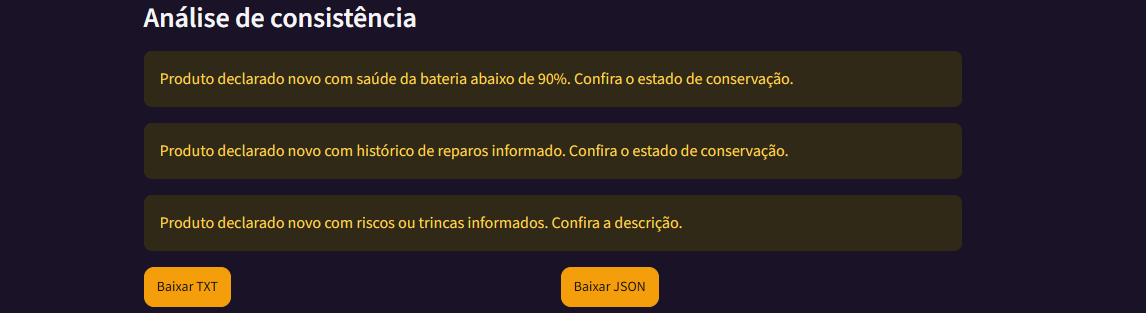 Análise de consistência
Produto declarado novo com saúde da bateria abaixo de 90%. Confira o estado de conservação.
Produto declarado novo com histórico de reparos informado. Confira o estado de conservação.
Produto declarado novo com riscos ou trincas informados. Confira a descrição.
Baixar TXT
Baixar JSON